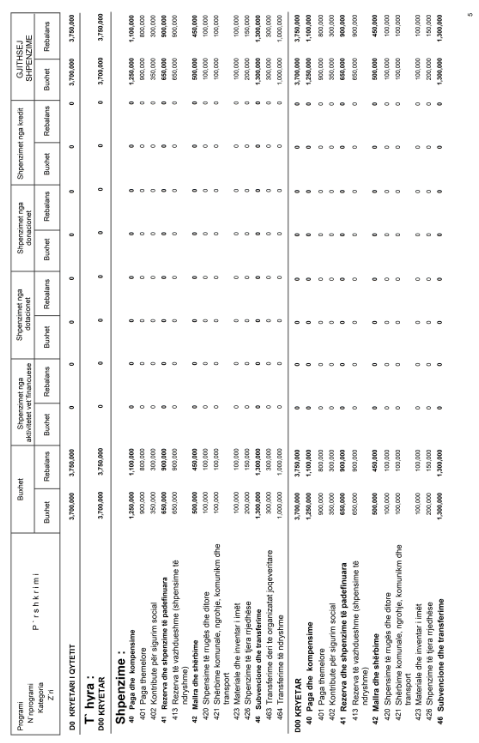 Programi
N´nprogrami
Kategoria
Z´ri
P ´ r s h k r i m i
Buxhet
Shpenzimet nga aktivitetet vet financuese
Shpenzimet nga dotacionet
Shpenzimet nga donacionet
Shpenzimet nga kredit
GJITHSEJ SHPENZIME
Buxhet Rebalans Buxhet Rebalans Buxhet Rebalans Buxhet Rebalans Buxhet Rebalans Buxhet Rebalans
D0 KRYETARI I QYTETIT 3,700,000 3,750,000 0 0 0 0 0 0 0 0 3,700,000 3,750,000
T´ hyra :
D00 KRYETAR 3,700,000 3,750,000 0 0 0 0 0 0 0 0 3,700,000 3,750,000
Shpenzime :
40 Paga dhe kompensime 1,250,000 1,100,000 0 0 0 0 0 0 0 0 1,250,000 1,100,000
401 Paga themelore 900,000 800,000 0 0 0 0 0 0 0 0 900,000 800,000
402 Kontribute për sigurim social 350,000 300,000 0 0 0 0 0 0 0 0 350,000 300,000
41 Rezerva dhe shpenzime të padefinuara 650,000 900,000 0 0 0 0 0 0 0 0 650,000 900,000
413 Rezerva të vazhdueshme (shpensime të ndryshme) 650,000 900,000 0 0 0 0 0 0 0 0 650,000 900,000
42 Mallra dhe shërbime 500,000 450,000 0 0 0 0 0 0 0 0 500,000 450,000
420 Shpensime të rrugës dhe ditore 100,000 100,000 0 0 0 0 0 0 0 0 100,000 100,000
421 Shërbime komunale, ngrohje, komunikm dhe transport 100,000 100,000 0 0 0 0 0 0 0 0 100,000 100,000
423 Materiale dhe inventar i imët 100,000 100,000 0 0 0 0 0 0 0 0 100,000 100,000
426 Shpenzime të tjera rrjedhëse 200,000 150,000 0 0 0 0 0 0 0 0 200,000 150,000
46 Subvencione dhe transferime 1,300,000 1,300,000 0 0 0 0 0 0 0 0 1,300,000 1,300,000
463 Transferime deri te organizatat joqeveritare 300,000 300,000 0 0 0 0 0 0 0 0 300,000 300,000
464 Transferime të ndryshme 1,000,000 1,000,000 0 0 0 0 0 0 0 0 1,000,000 1,000,000
D00 KRYETAR 3,700,000 3,750,000 0 0 0 0 0 0 0 0 3,700,000 3,750,000
40 Paga dhe kompensime 1,250,000 1,100,000 0 0 0 0 0 0 0 0 1,250,000 1,100,000
401 Paga themelore 900,000 800,000 0 0 0 0 0 0 0 0 900,000 800,000
402 Kontribute për sigurim social 350,000 300,000 0 0 0 0 0 0 0 0 350,000 300,000
41 Rezerva dhe shpenzime të padefinuara 650,000 900,000 0 0 0 0 0 0 0 0 650,000 900,000
413 Rezerva të vazhdueshme (shpensime të ndryshme) 650,000 900,000 0 0 0 0 0 0 0 0 650,000 900,000
42 Mallra dhe shërbime 500,000 450,000 0 0 0 0 0 0 0 0 500,000 450,000
420 Shpensime të rrugës dhe ditore 100,000 100,000 0 0 0 0 0 0 0 0 100,000 100,000
421 Shërbime komunale, ngrohje, komunikm dhe transport 100,000 100,000 0 0 0 0 0 0 0 0 100,000 100,000
423 Materiale dhe inventar i imët 100,000 100,000 0 0 0 0 0 0 0 0 100,000 100,000
426 Shpenzime të tjera rrjedhëse 200,000 150,000 0 0 0 0 0 0 0 0 200,000 150,000
46 Subvencione dhe transferime 1,300,000 1,300,000 0 0 0 0 0 0 0 0 1,300,000 1,300,000
5